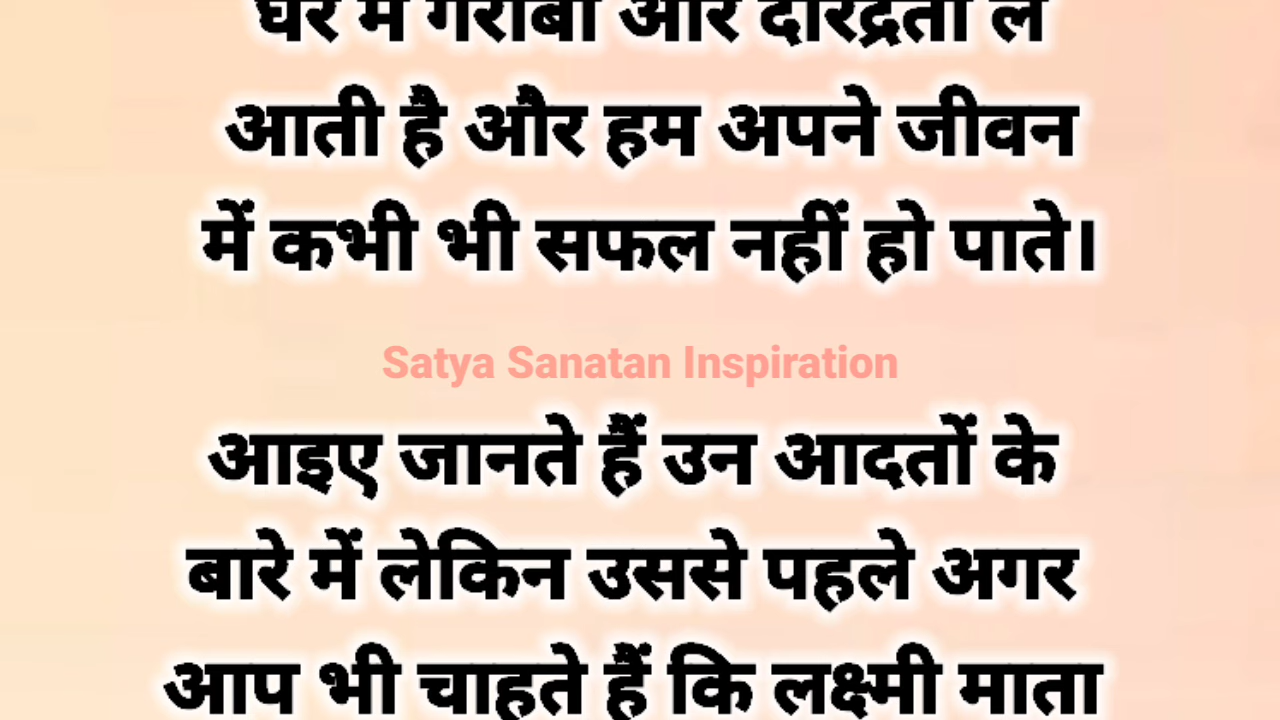 घर में गरीबी और दरिद्रता ले
आती है और हम अपने जीवन
में कभी भी सफल नहीं हो पाते।
Satya Sanatan Inspiration
आइए जानते हैं उन आदतों के
बारे में लेकिन उससे पहले अगर
आप भी चाहते हैं कि लक्ष्मी माता